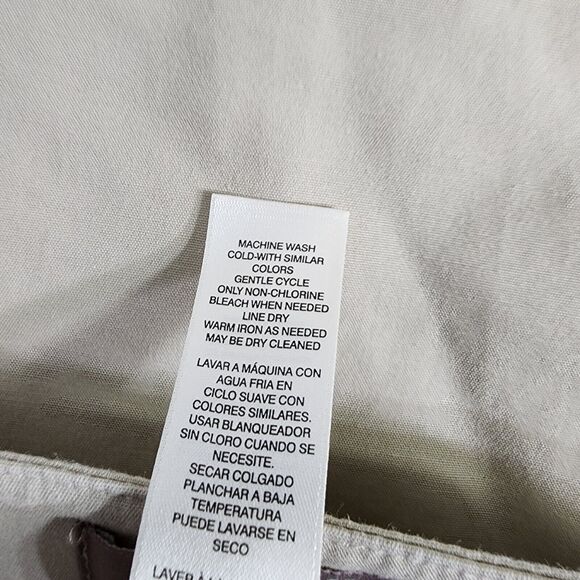 MACHINE WASH
COLD-WITH SIMILAR
COLORS
GENTLE CYCLE
ONLY NON-CHLORINE
BLEACH WHEN NEEDED
LINE DRY
WARM IRON AS NEEDED
MAY BE DRY CLEANED
LAVAR A MÁQUINA CON
AGUA FRIA EN
CICLO SUAVE CON
COLORES SIMILARES.
USAR BLANQUEADOR
SIN CLORO CUANDO SE
NECESITE.
SECAR COLGADO
PLANCHAR A BAJA
TEMPERATURA
PUEDE LAVARSE EN
SECO
LAVER À